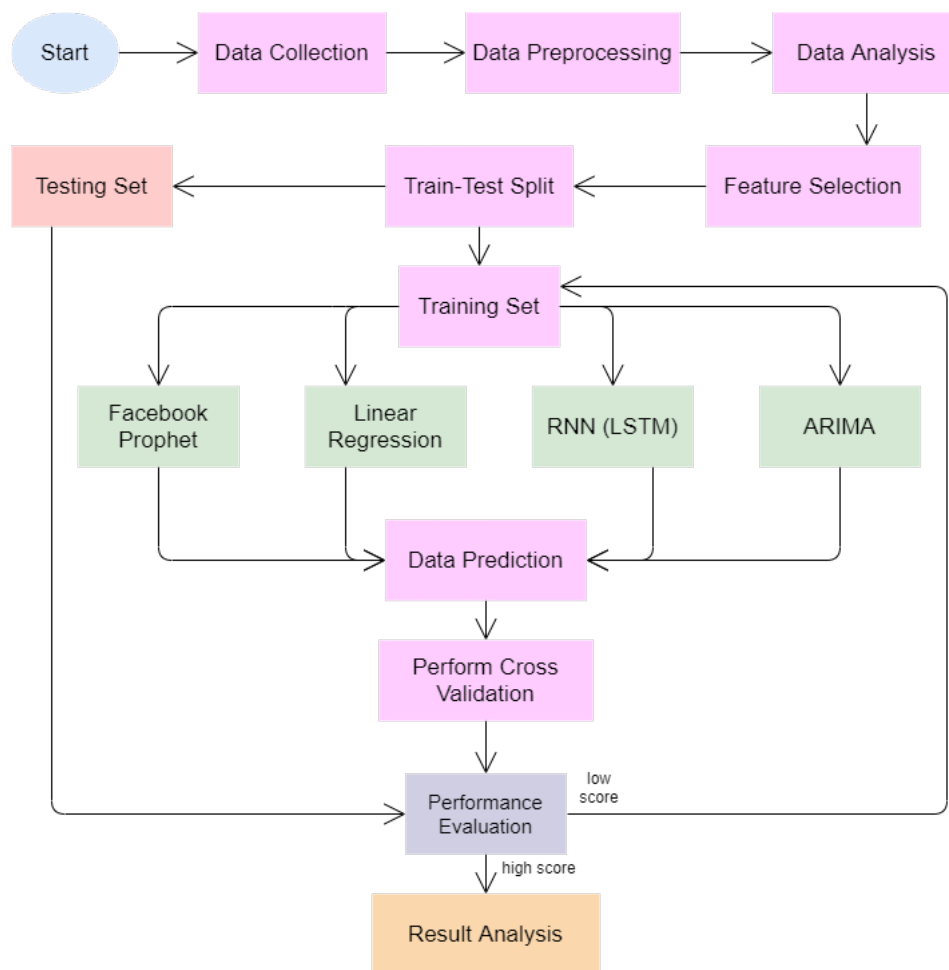 Start
Data Collection
Data Preprocessing
Data Analysis
Testing Set
Train-Test Split
Feature Selection
Training Set
Facebook
Prophet
Linear
Regression
RNN (LSTM)
ARIMA
Data Prediction
Perform Cross
Validation
Performance
Evaluation
low
score
high score
Result Analysis